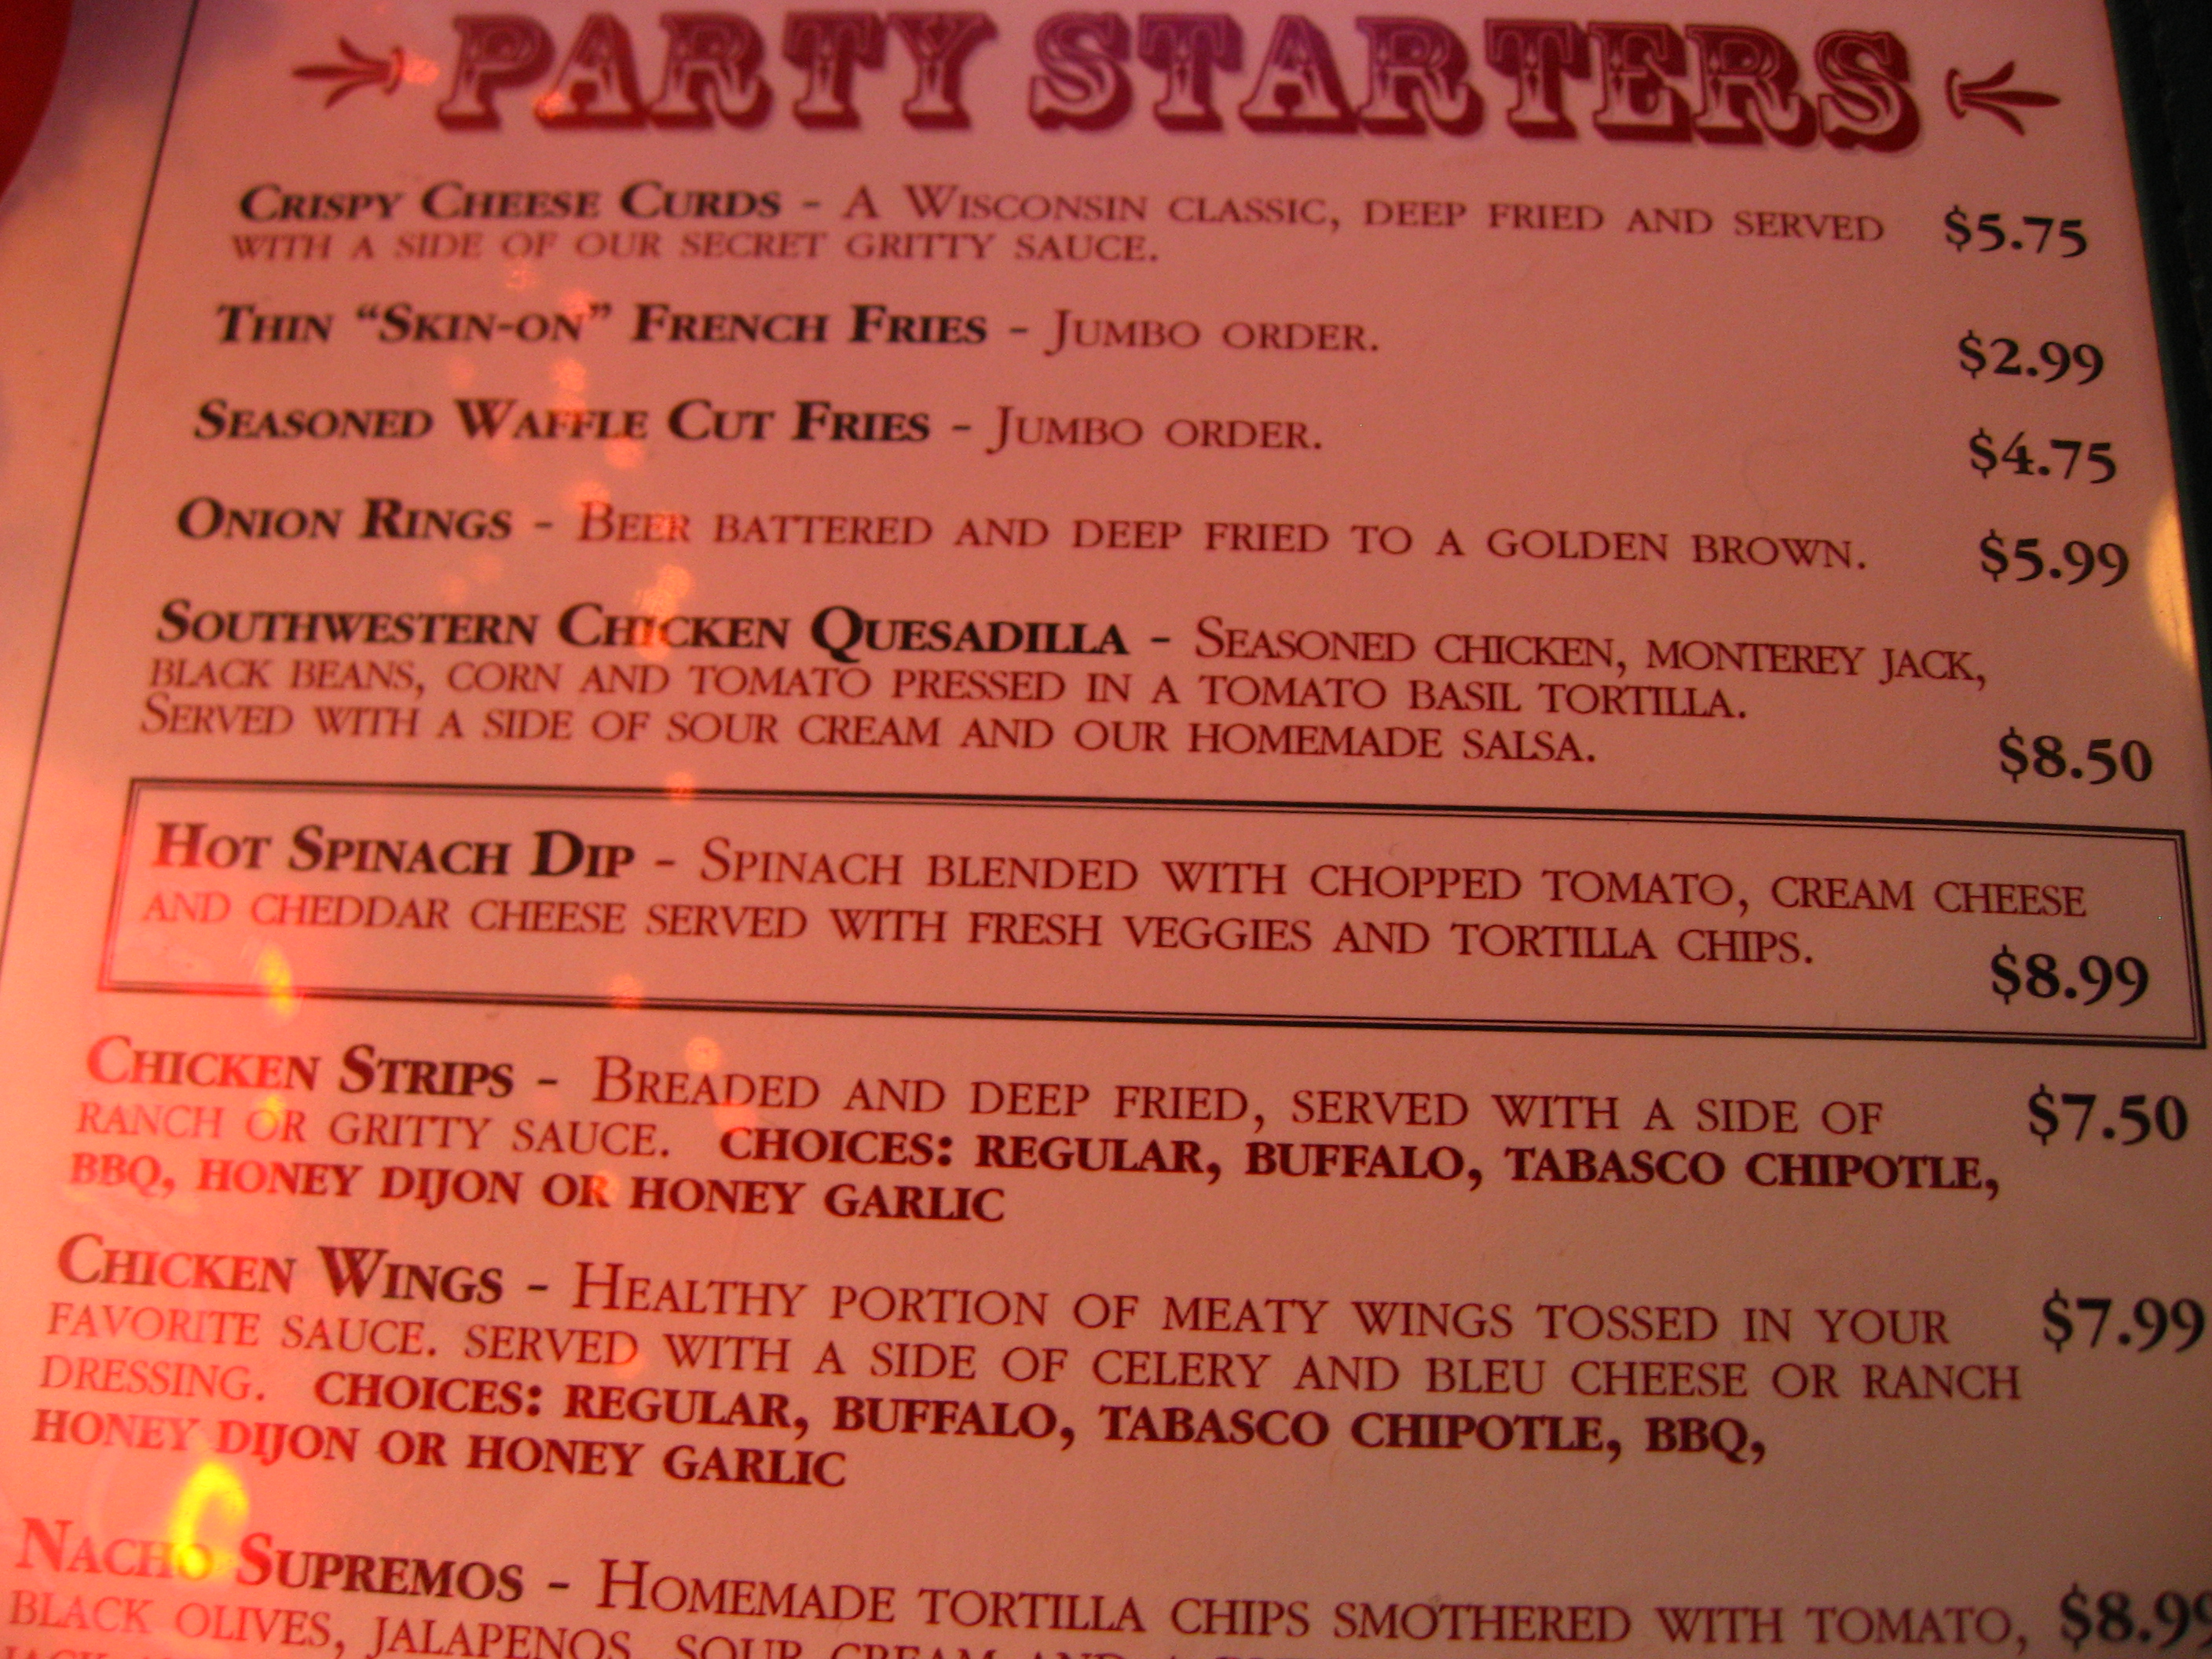 PARTY STARTERS
CRISPY CHEESE CURDS - A WISCONSIN CLASSIC, DEEP FRIED AND SERVED $5.75
WITH A SIDE OF OUR SECRET GRITTY SAUCE.
THIN “SKIN-ON” FRENCH FRIES - JUMBO ORDER. $2.99
SEASONED WAFFLE CUT FRIES - JUMBO ORDER. $4.75
ONION RINGS - BEER BATTERED AND DEEP FRIED TO A GOLDEN BROWN. $5.99
SOUTHWESTERN CHICKEN QUESADILLA - SEASONED CHICKEN, MONTEREY JACK,
BLACK BEANS, CORN AND TOMATO PRESSED IN A TOMATO BASIL TORTILLA.
SERVED WITH A SIDE OF SOUR CREAM AND OUR HOMEMADE SALSA. $8.50
HOT SPINACH DIP - SPINACH BLENDED WITH CHOPPED TOMATO, CREAM CHEESE
AND CHEDDAR CHEESE SERVED WITH FRESH VEGGIES AND TORTILLA CHIPS. $8.99
CHICKEN STRIPS - BREADED AND DEEP FRIED, SERVED WITH A SIDE OF $7.50
RANCH OR GRITTY SAUCE. CHOICES: REGULAR, BUFFALO, TABASCO CHIPOTLE,
BBQ, HONEY DIJON OR HONEY GARLIC
CHICKEN WINGS - HEALTHY PORTION OF MEATY WINGS TOSSED IN YOUR $7.99
FAVORITE SAUCE. SERVED WITH A SIDE OF CELERY AND BLEU CHEESE OR RANCH
DRESSING. CHOICES: REGULAR, BUFFALO, TABASCO CHIPOTLE, BBQ,
HONEY DIJON OR HONEY GARLIC
NACHO SUPREMOS - HOMEMADE TORTILLA CHIPS SMOTHERED WITH TOMATO, $8.99
BLACK OLIVES, JALAPENOS, SOUR CREAM AND